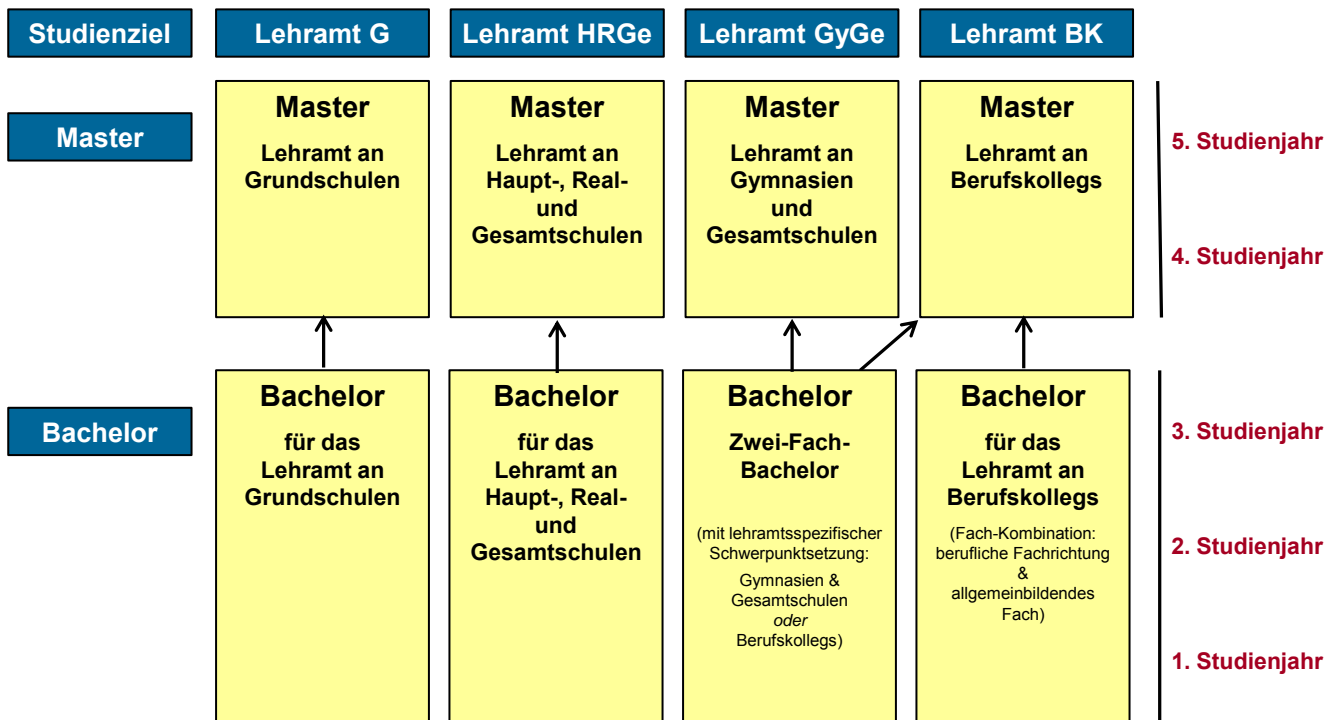 Studienziel
Lehramt G
Lehramt HRGe
Lehramt GyGe
Lehramt BK
Master
Master
Lehramt an
Grundschulen
Master
Lehramt an
Haupt-, Real-
und
Gesamtschulen
Master
Lehramt an
Gymnasien
und
Gesamtschulen
Master
Lehramt an
Berufskollegs
5. Studienjahr
4. Studienjahr
Bachelor
Bachelor
für das
Lehramt an
Grundschulen
Bachelor
für das
Lehramt an
Haupt-, Real-
und
Gesamtschulen
Bachelor
Zwei-Fach-
Bachelor
(mit lehramtsspezifischer
Schwerpunktsetzung:
Gymnasien &
Gesamtschulen
oder
Berufskollegs)
Bachelor
für das
Lehramt an
Berufskollegs
(Fach-Kombination:
berufliche Fachrichtung
&
allgemeinbildendes
Fach)
3. Studienjahr
2. Studienjahr
1. Studienjahr